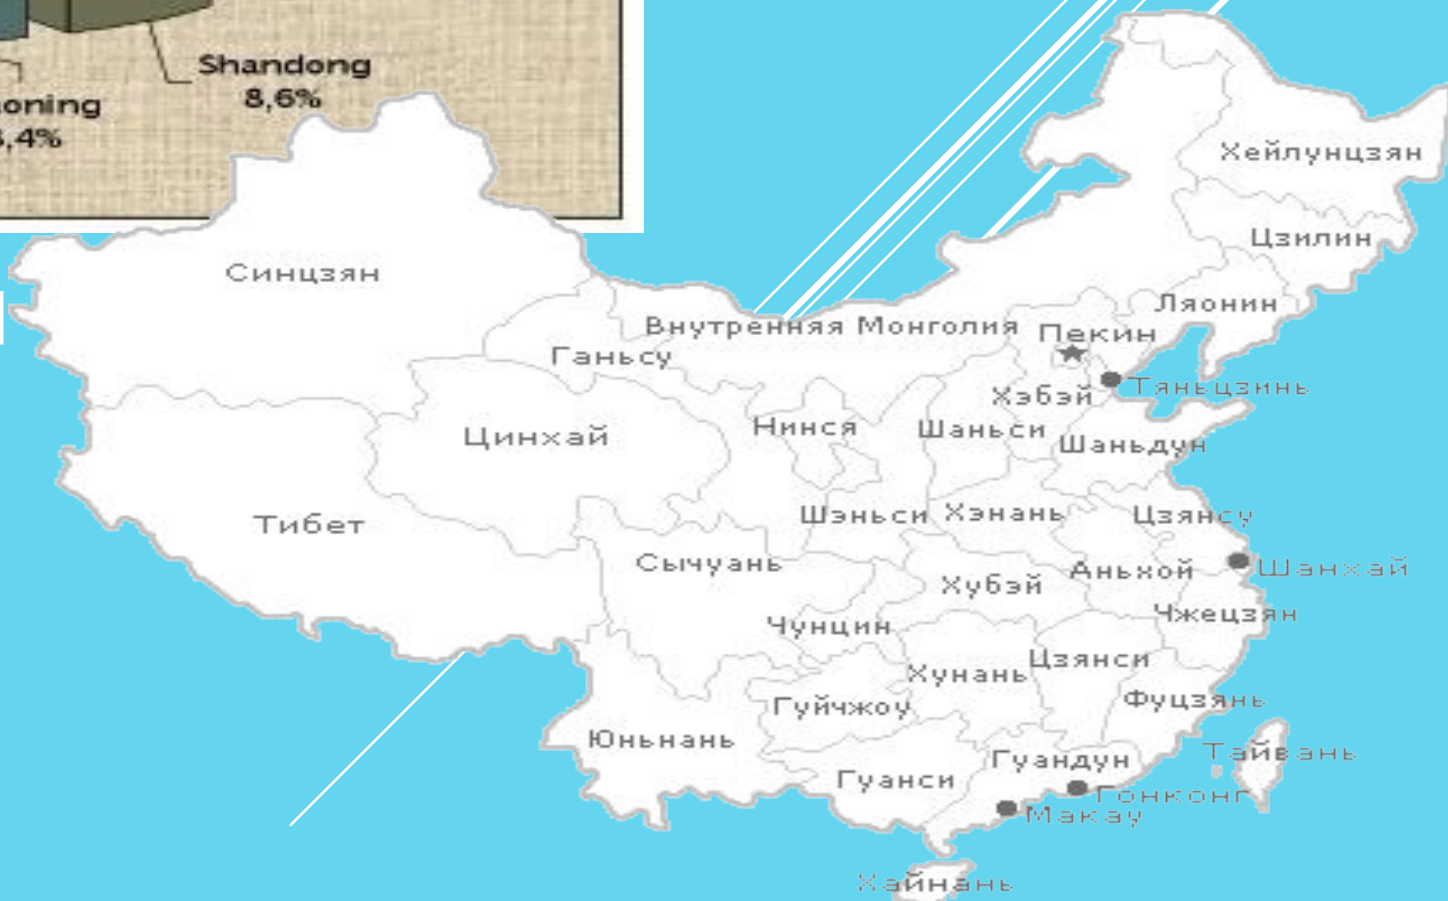 Shandong
8,6%
Хейлунцзян
Цзилин
Синцзян
Ляонин
Внутренняя Монголия
Пекин
Ганьсу
Тяньцзинь
Хэбэй
Нинся
Шаньси
Цинхай
Шаньдун
Тибет
Шэньси
Хэнань
Цзянсу
Сычуань
Хубэй
Аньхой
Шанхай
Чунцин
Чжецзян
Хунань
Цзянси
Гуйчжоу
Фуцзянь
Юньнань
Тайвань
Гуандун
Гуанси
Гонконг
Макау
Хайнань